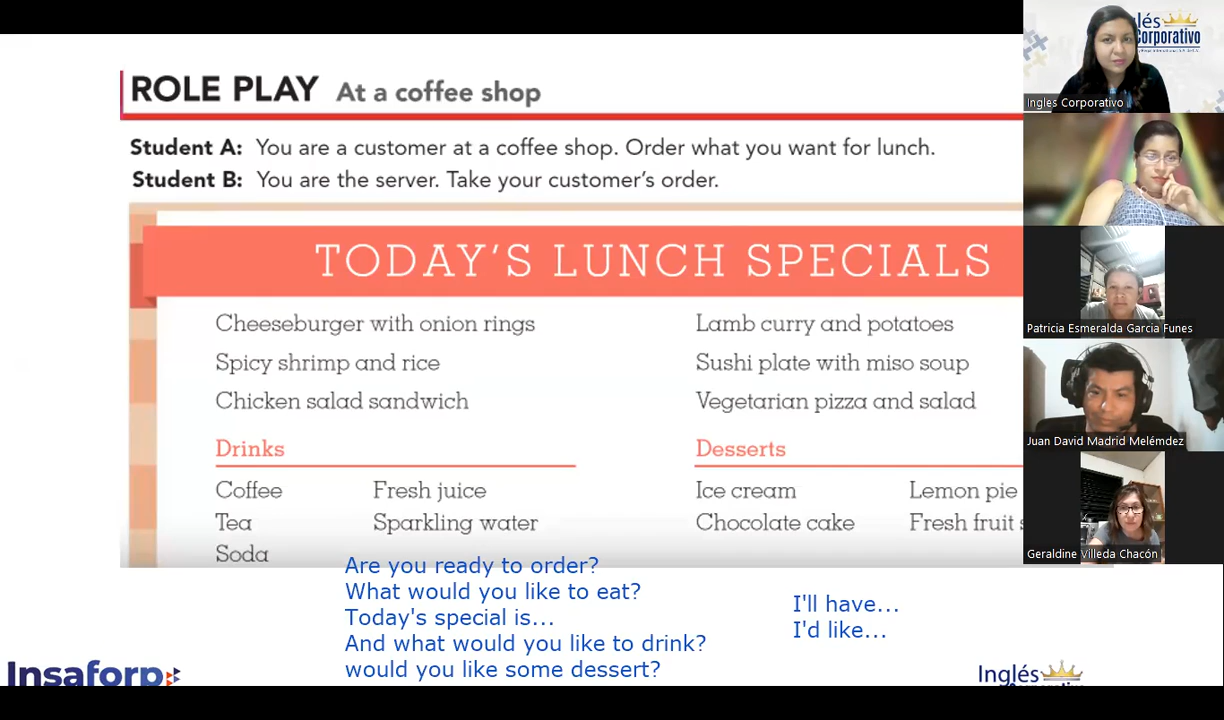 ROLE PLAY At a coffee shop
Student A: You are a customer at a coffee shop. Order what you want for lunch.
Student B: You are the server. Take your customer's order.
TODAY'S LUNCH SPECIALS
Cheeseburger with onion rings
Spicy shrimp and rice
Chicken salad sandwich
Lamb curry and potatoes
Sushi plate with miso soup
Vegetarian pizza and salad
Drinks
Coffee
Tea
Soda
Fresh juice
Sparkling water
Desserts
Ice cream
Chocolate cake
Lemon pie
Fresh fruit
Are you ready to order?
What would you like to eat?
Today's special is...
And what would you like to drink?
would you like some dessert?
I'll have...
I'd like...
Insaforp
Inglés
Corporativo
Ingles Corporativo
Patricia Esmeralda Garcia Funes
Juan David Madrid Melémdez
Geraldine Villeda Chacón